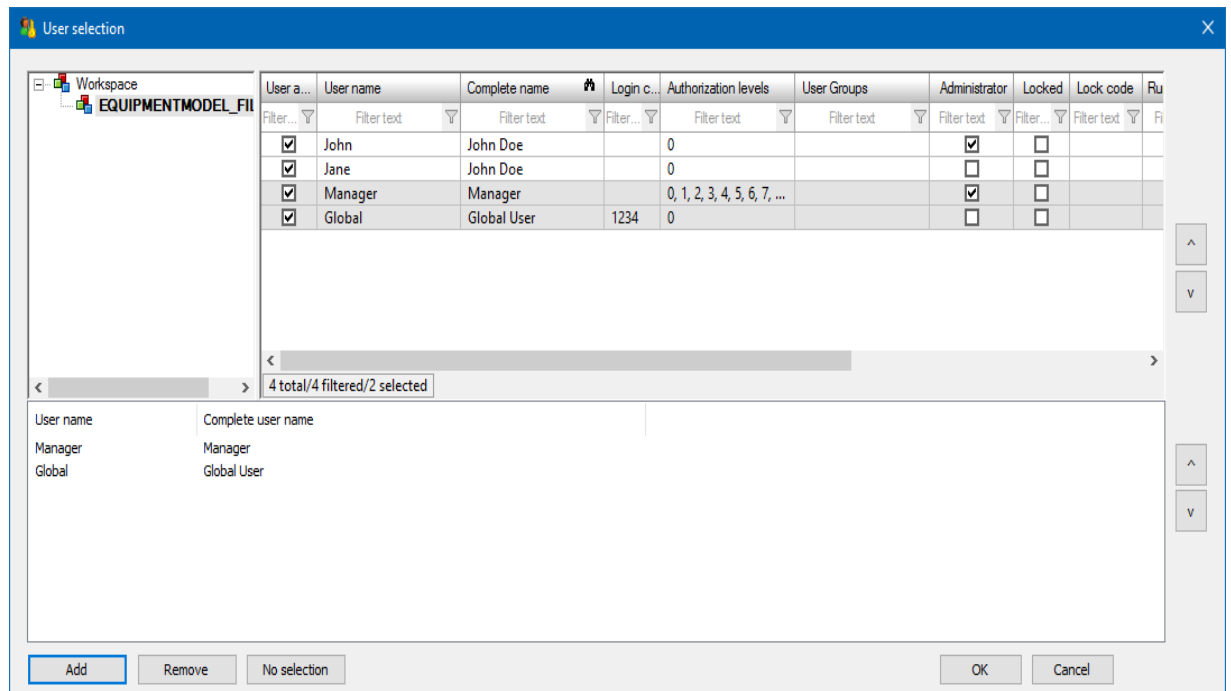 User selection
Workspace
EQUIPMENTMODEL_FIL
User a... User name Complete name Login c... Authorization levels User Groups Administrator Locked Lock code Ru
Filter... Filter text Filter text Filter... Filter text Filter text Filter text Filter... Filter text Fi
John John Doe 0
Jane John Doe 0
Manager Manager 0, 1, 2, 3, 4, 5, 6, 7, ...
Global Global User 1234 0
^
v
< >
< > 4 total/4 filtered/2 selected
User name Complete user name
Manager Manager
Global Global User
^
v
Add Remove No selection OK Cancel